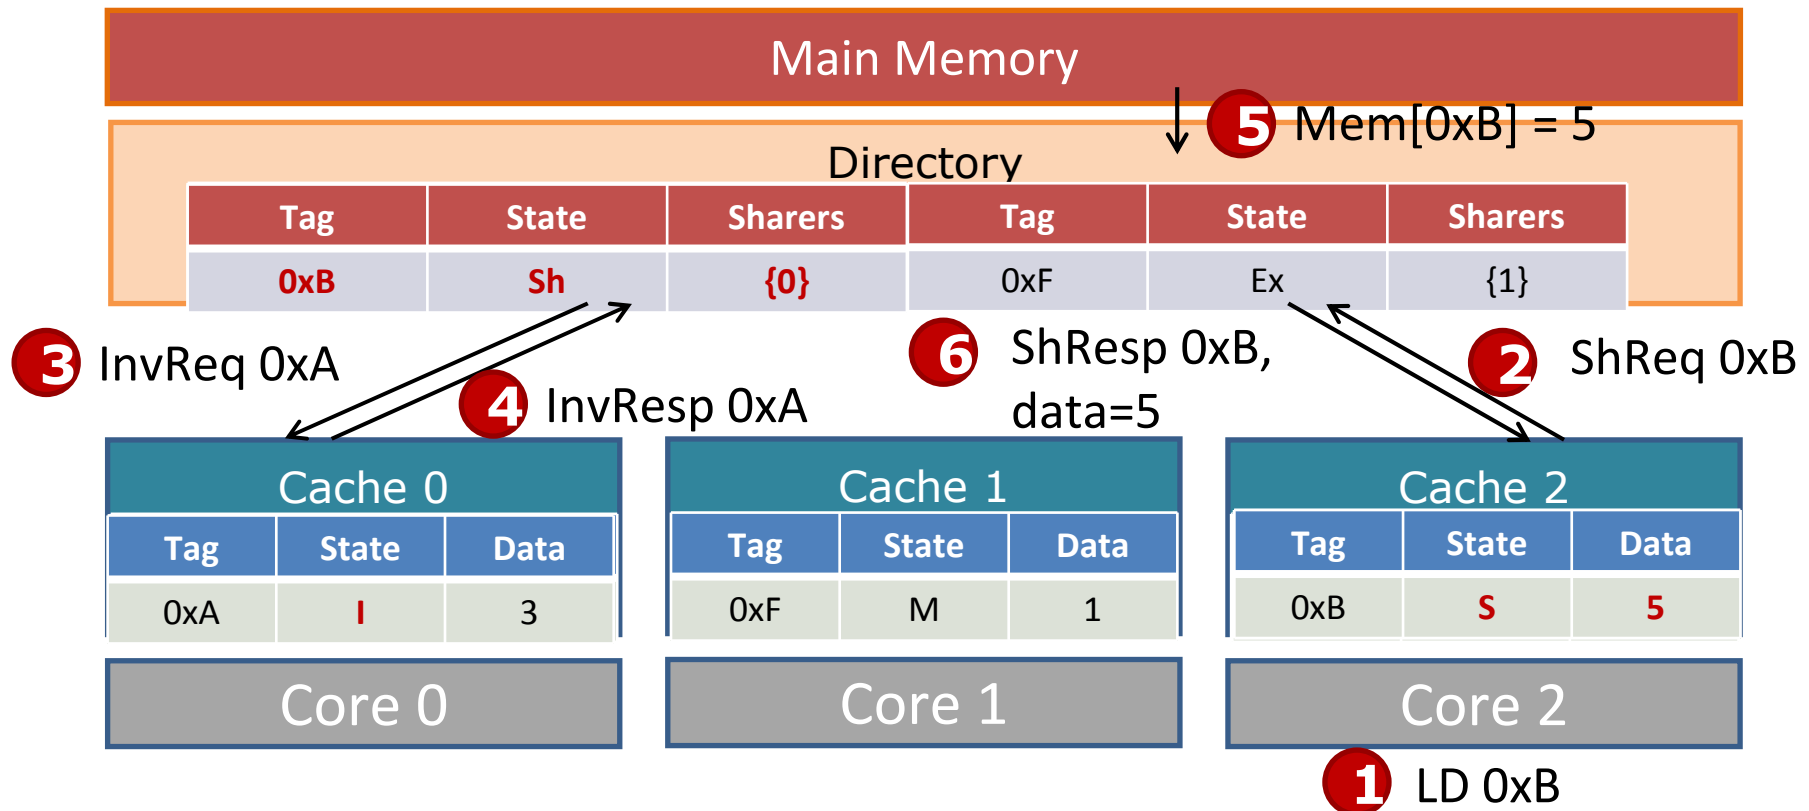 Main Memory
5 Mem[0xB] = 5
Directory
Tag State Sharers Tag State Sharers
0xB Sh {0} 0xF Ex {1}
3 InvReq 0xA
4 InvResp 0xA
6 ShResp 0xB,
data=5
2 ShReq 0xB
Cache 0
Tag State Data
0xA I 3
Core 0
Cache 1
Tag State Data
0xF M 1
Core 1
Cache 2
Tag State Data
0xB S 5
Core 2
1 LD 0xB